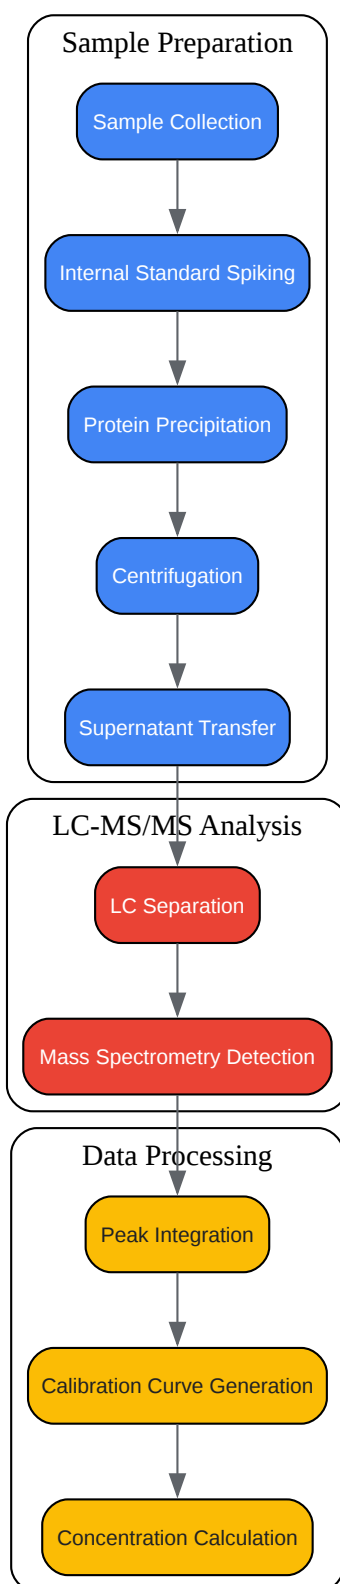 Sample Preparation
Sample Collection
Internal Standard Spiking
Protein Precipitation
Centrifugation
Supernatant Transfer
LC-MS/MS Analysis
LC Separation
Mass Spectrometry Detection
Data Processing
Peak Integration
Calibration Curve Generation
Concentration Calculation